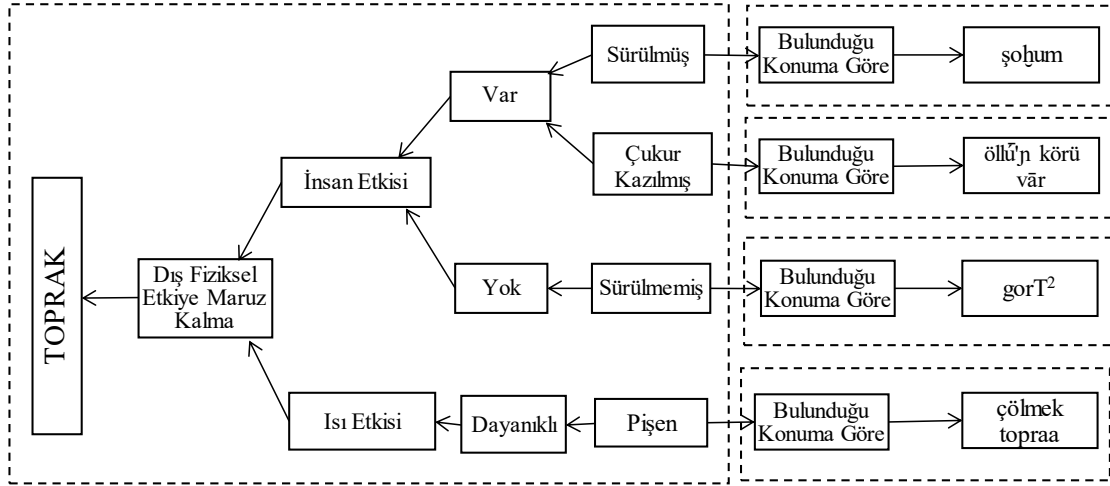 Sürülmüş
Bulunduğu
Konuma Göre
şoḫum
Var
Çukur
Kazılmış
Bulunduğu
Konuma Göre
körü
vār
İnsan Etkisi
TOPRAK
Dış Fiziksel
Etkiye Maruz
Kalma
Yok
Sürülmemiş
Bulunduğu
Konuma Göre
gorT²
Isı Etkisi
Dayanıklı
Pişen
Bulunduğu
Konuma Göre
çölmek
topraa